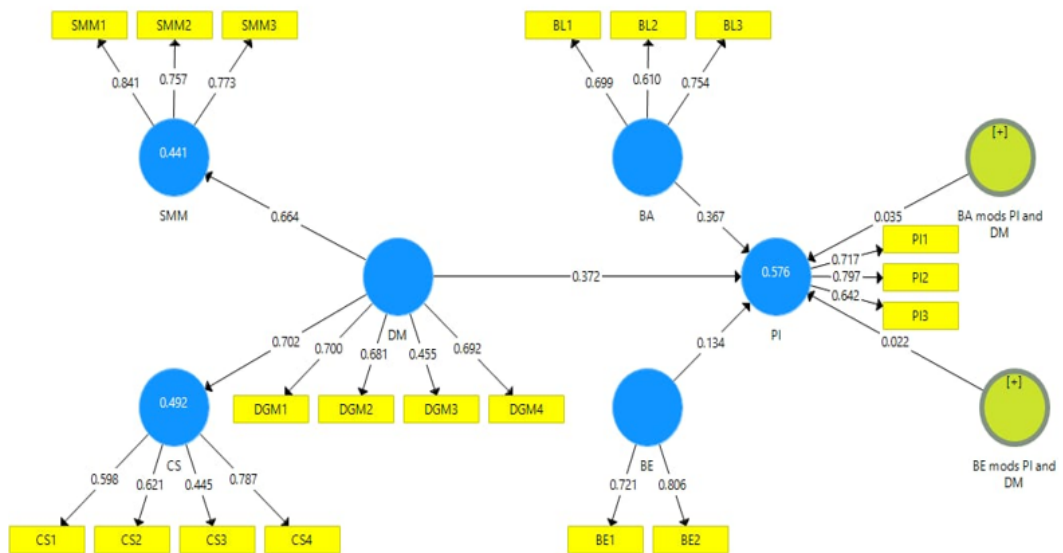 SMM1
SMM2
SMM3
BL1
BL2
BL3
0.841
0.757
0.773
0.699
0.610
0.754
0.441
SMM
BA
[+]
BA mods PI and
DM
0.664
0.367
0.035
PI1
0.717
PI2
0.797
PI3
0.642
0.576
PI
0.372
DM
0.702
0.700
0.681
0.455
0.692
0.134
0.022
DGM1
DGM2
DGM3
DGM4
0.492
CS
BE
[+]
BE mods PI and
DM
0.598
0.621
0.445
0.787
0.721
0.806
CS1
CS2
CS3
CS4
BE1
BE2